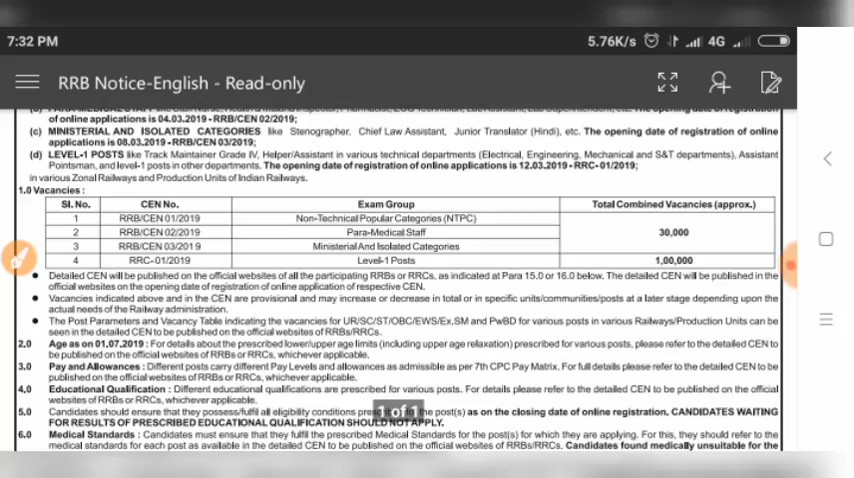 7:32 PM
5.76K/s 4G
RRB Notice-English - Read-only
of online applications is 04.03.2019 - RRB/CEN 02/2019;
(c) MINISTERIAL AND ISOLATED CATEGORIES like Stenographer, Chief Law Assistant, Junior Translator (Hindi), etc. The opening date of registration of online
applications is 08.03.2019 - RRB/CEN 03/2019;
(d) LEVEL-1 POSTS like Track Maintainer Grade IV, Helper/Assistant in various technical departments (Electrical, Engineering, Mechanical and S&T departments), Assistant
Pointsman, and level-1 posts in other departments. The opening date of registration of online applications is 12.03.2019 - RRC- 01/2019;
in various Zonal Railways and Production Units of Indian Railways.
1.0 Vacancies :
Sl. No. CEN No. Exam Group Total Combined Vacancies (approx.)
1 RRB/CEN 01/2019 Non-Technical Popular Categories (NTPC)
2 RRB/CEN 02/2019 Para-Medical Staff 30,000
3 RRB/CEN 03/2019 Ministerial And Isolated Categories
4 RRC- 01/2019 Level-1 Posts 1,00,000
● Detailed CEN will be published on the official websites of all the participating RRBs or RRCs, as indicated at Para 15.0 or 16.0 below. The detailed CEN will be published in the
official websites on the opening date of registration of online application of respective CEN.
● Vacancies indicated above and in the CEN are provisional and may increase or decrease in total or in specific units/communities/posts at a later stage depending upon the
actual needs of the Railway administration.
● The Post Parameters and Vacancy Table indicating the vacancies for UR/SC/ST/OBC/EWS/Ex.SM and PwBD for various posts in various Railways/Production Units can be
seen in the detailed CEN to be published on the official websites of RRBs/RRCs.
2.0 Age as on 01.07.2019 : For details about the prescribed lower/upper age limits (including upper age relaxation) prescribed for various posts, please refer to the detailed CEN to
be published on the official websites of RRBs or RRCs, whichever applicable.
3.0 Pay and Allowances : Different posts carry different Pay Levels and allowances as admissible as per 7th CPC Pay Matrix. For full details please refer to the detailed CEN to be
published on the official websites of RRBs or RRCs, whichever applicable.
4.0 Educational Qualification : Different educational qualifications are prescribed for various posts. For details please refer to the detailed CEN to be published on the official
websites of RRBs or RRCs, whichever applicable.
5.0 Candidates should ensure that they possess/fulfil all eligibility conditions the post(s) as on the closing date of online registration. CANDIDATES WAITING
1 of 1
FOR RESULTS OF PRESCRIBED EDUCATIONAL QUALIFICATION SHOULD NOT APPLY.
6.0 Medical Standards : Candidates must ensure that they fulfil the prescribed Medical Standards for the post(s) for which they are applying. For this, they should refer to the
medical standards for each post as available in the detailed CEN to be published on the official websites of RRBs/RRCs. Candidates found medically unsuitable for the